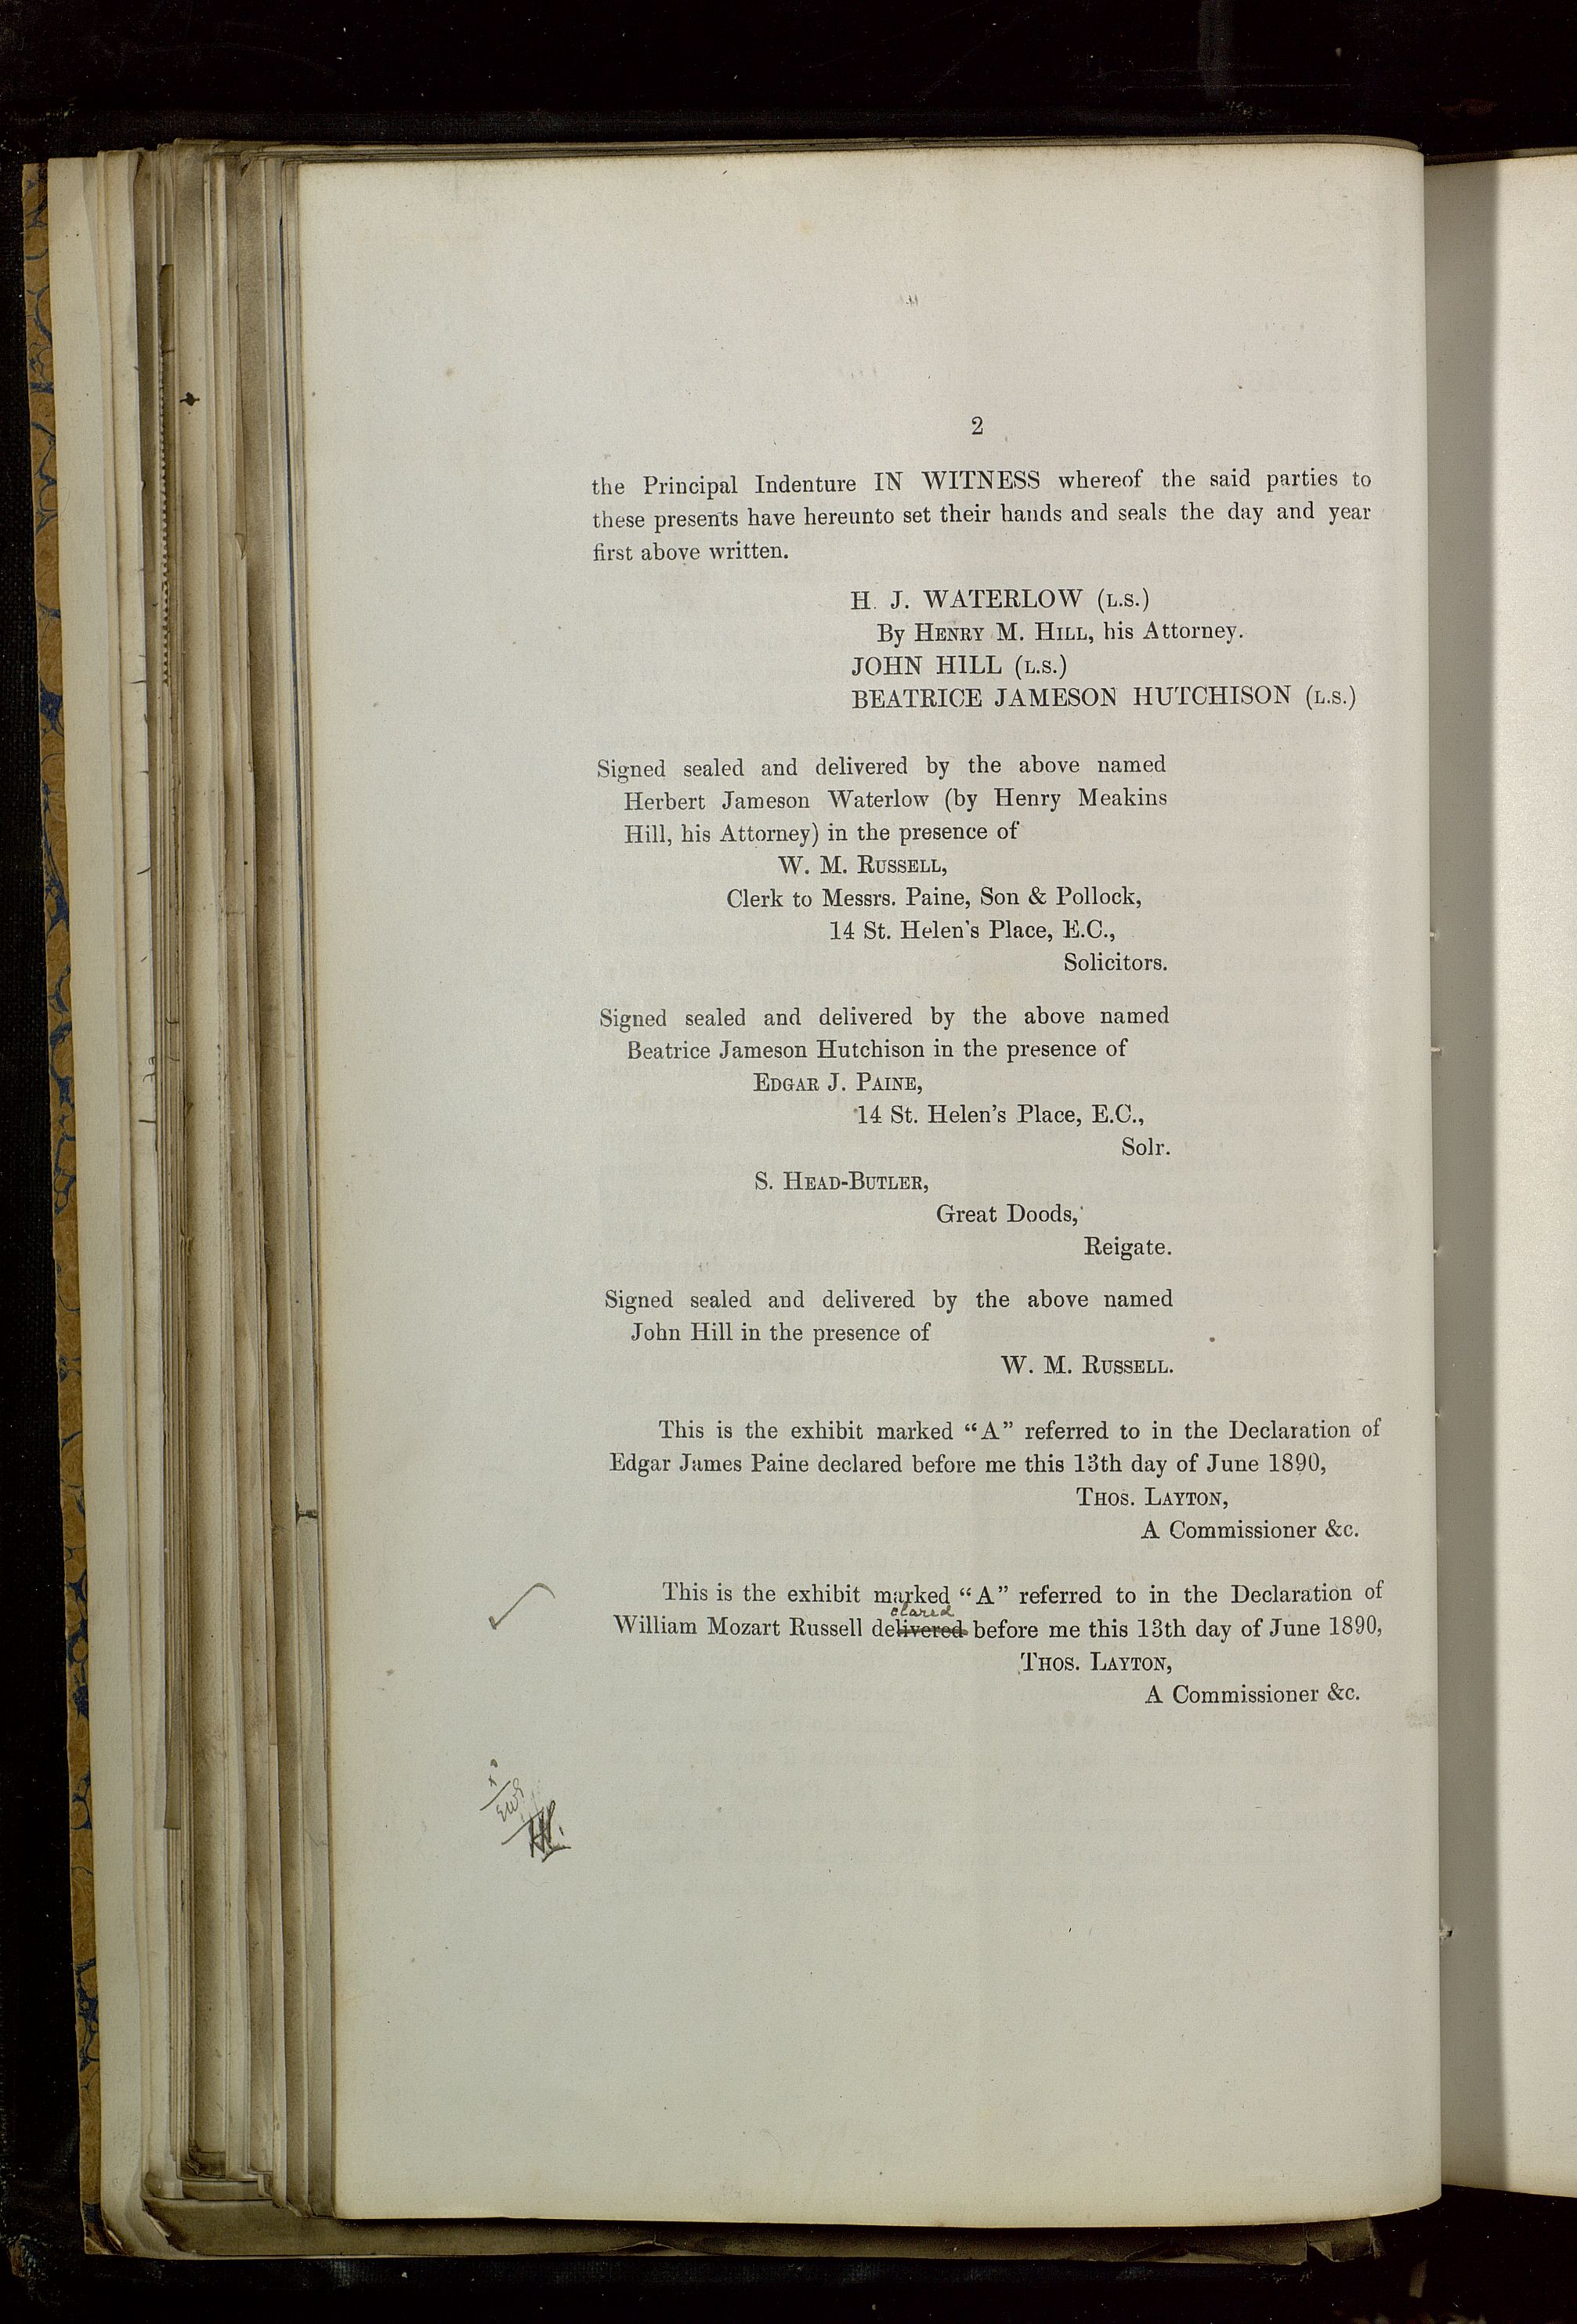 2
the Principal Indenture IN WITNESS whereof the said parties to
these presents have hereunto set their hands and seals the day and year
first above written.
H. J. WATERLOW (L.S.)
By HENRY M. HILL, his Attorney.
JOHN HILL (L.S.)
BEATRICE JAMESON HUTCHISON (L.S.)
Signed sealed and delivered by the above named
Herbert Jameson Waterlow (by Henry Meakins
Hill, his Attorney) in the presence of
W. M. RUSSELL,
Clerk to Messrs. Paine, Son & Pollock,
14 St. Helen's Place, E.C.,
Solicitors.
Signed sealed and delivered by the above named
Beatrice Jameson Hutchison in the presence of
EDGAR J. PAINE,
14 St. Helen's Place, E.C.,
Solr.
S. HEAD-BUTLER,
Great Doods,
Reigate.
Signed sealed and delivered by the above named
John Hill in the presence of
W. M. RUSSELL.
This is the exhibit marked “A” referred to in the Declaration of
Edgar James Paine declared before me this 13th day of June 1890,
THOS. LAYTON,
A Commissioner &c.
This is the exhibit marked “A” referred to in the Declaration of
clared
William Mozart Russell delivered before me this 13th day of June 1890,
THOS. LAYTON,
A Commissioner &c.